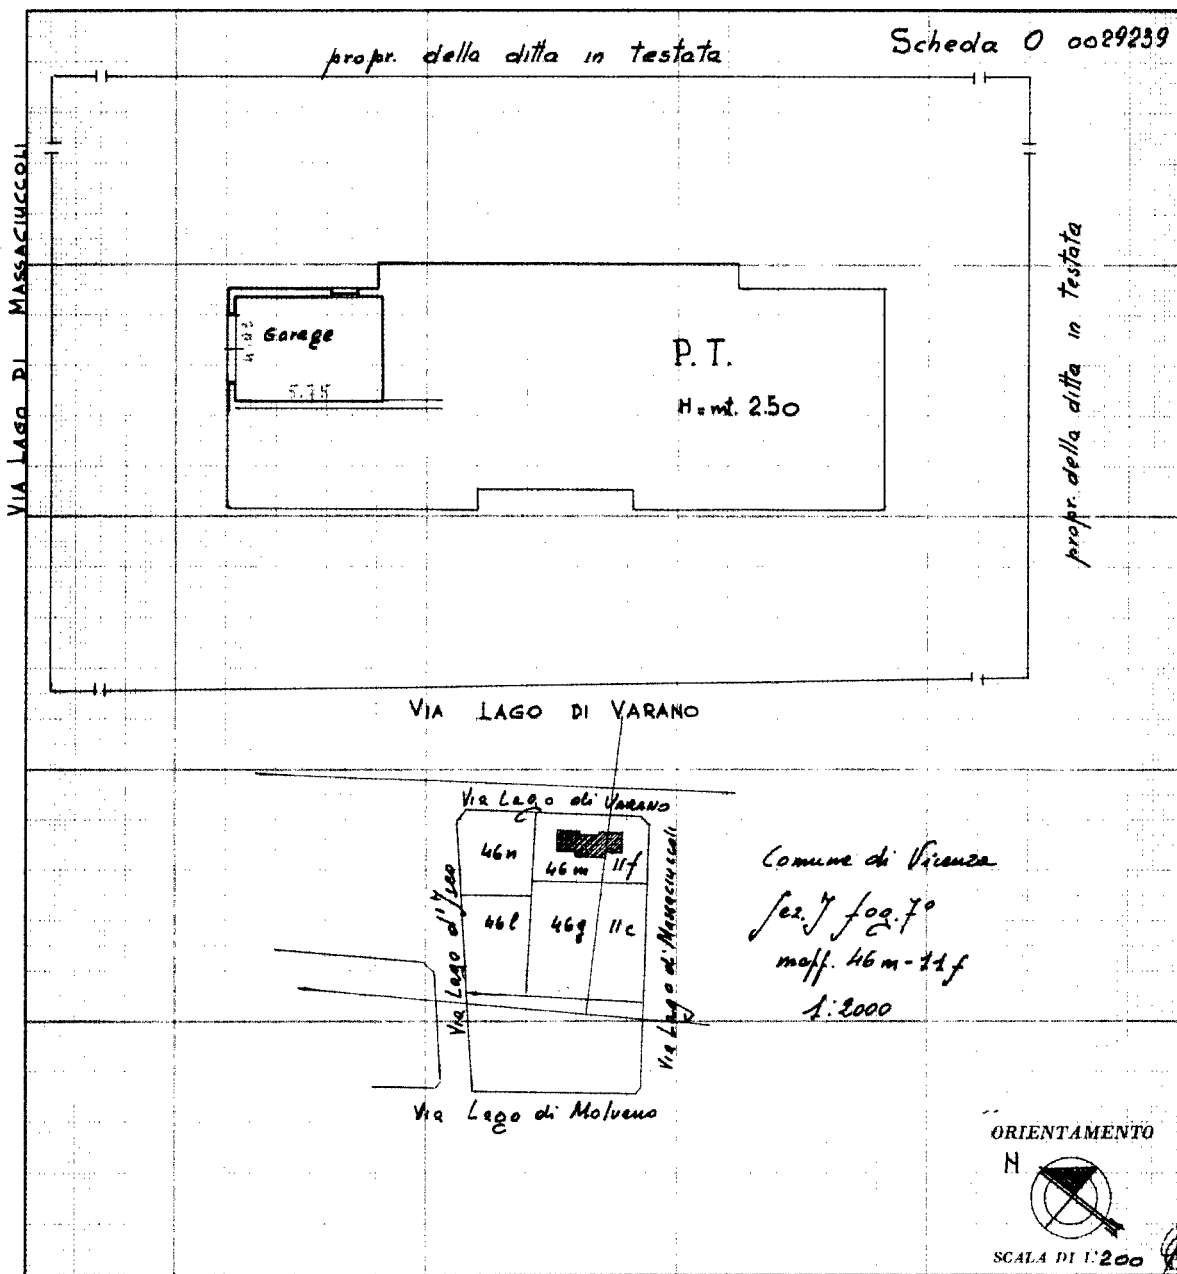 Scheda O 0029239
propr. della ditta in testata
VIA LAGO DI MASSACIUCCOLI
Garage
5.75
P. T.
H = mt. 2.50
propr. della ditta in testata
VIA LAGO DI VARANO
Via Lago di VARANO
46n
46m
11f
46l
46g
11c
Via Lago d'Iseo
Via Lago di Massaciuccoli
Via Lago di Molveno
Comune di Vicenza
sez. I fog. 7°
mapp. 46 m - 11 f
1:2000
ORIENTAMENTO
N
SCALA DI 1:200